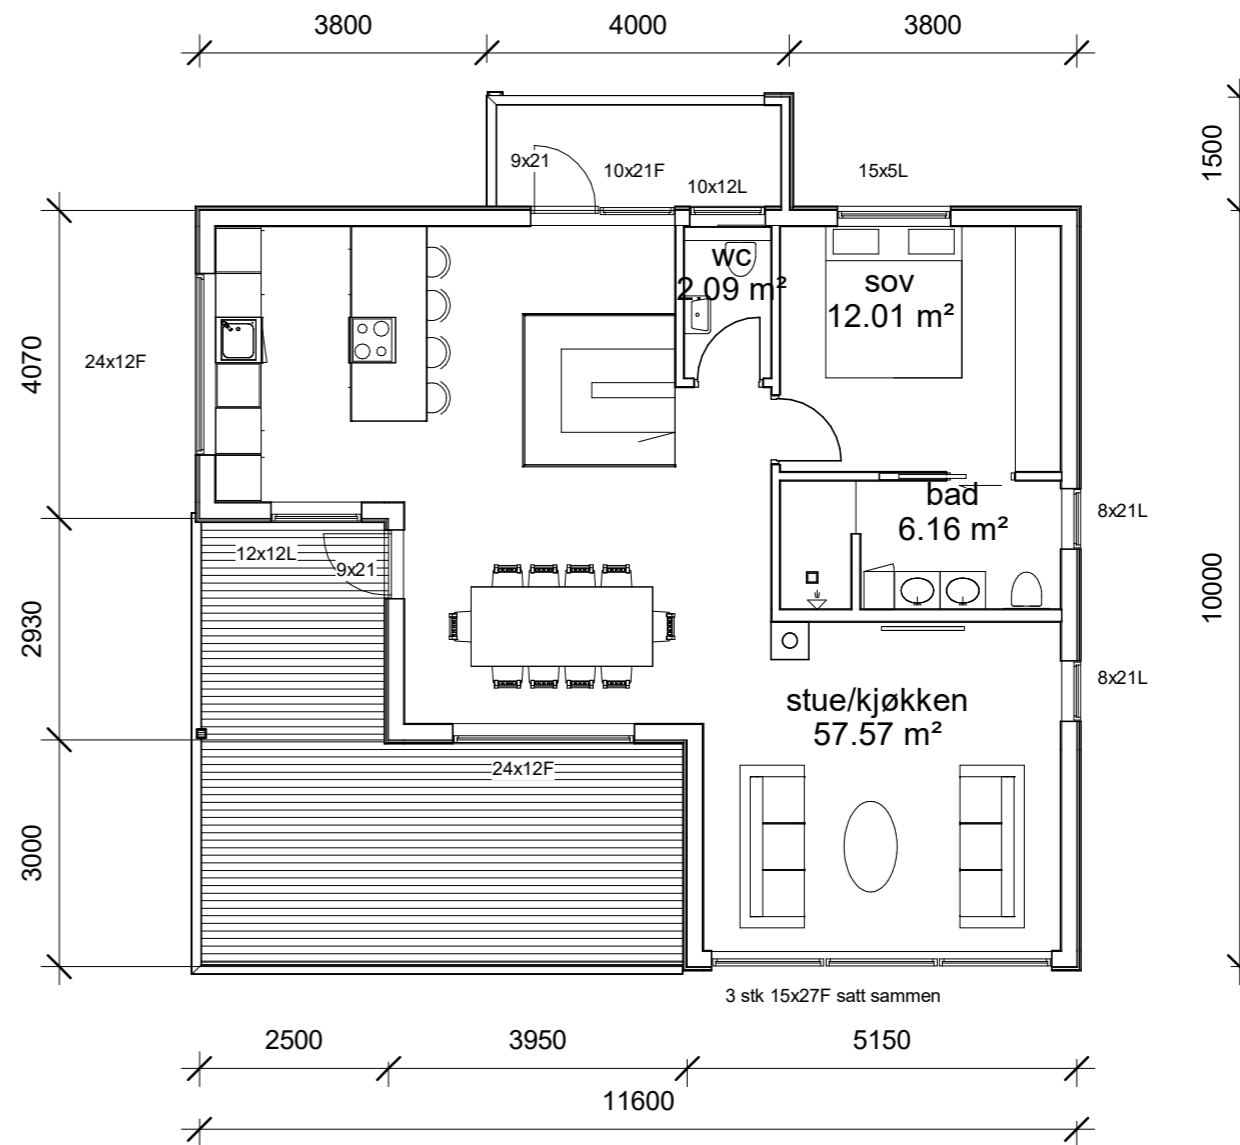 3800
4000
3800
1500
9x21
10x21F
10x12L
15x5L
wc
2.09 m²
sov
12.01 m²
4070
24x12F
bad
6.16 m²
8x21L
12x12L
9x21
10000
2930
stue/kjøkken
57.57 m²
8x21L
24x12F
3000
3 stk 15x27F satt sammen
2500
3950
5150
11600